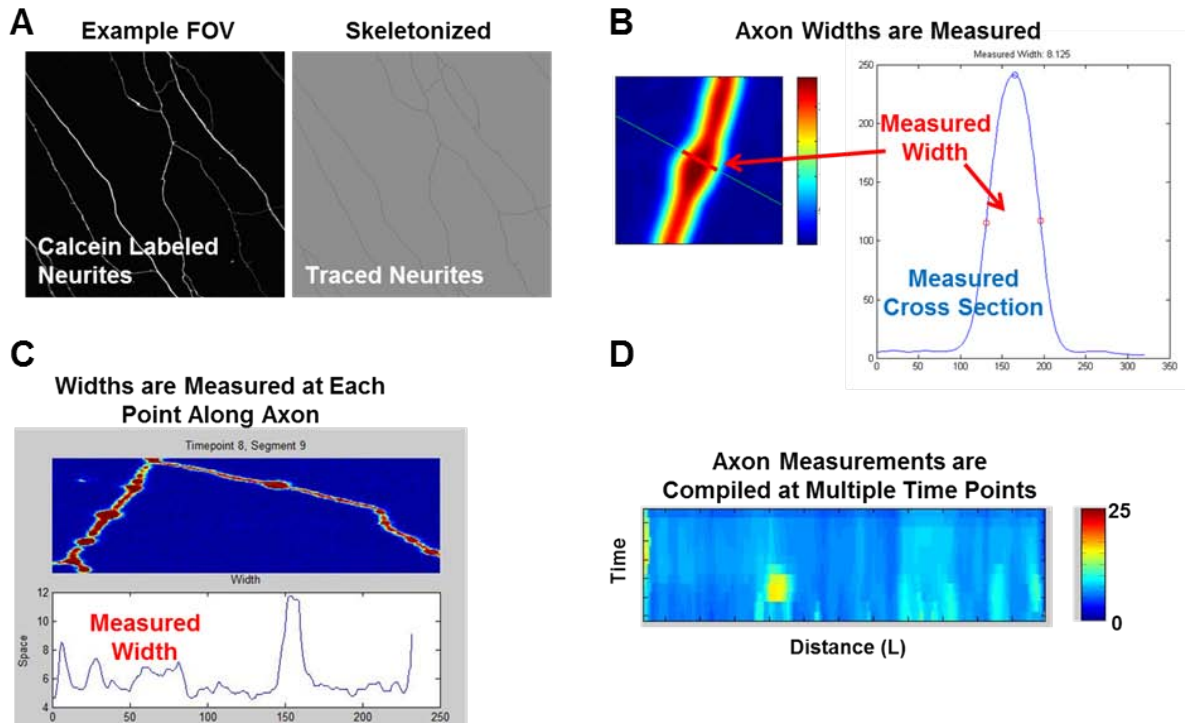 A
Example FOV
Skeletonized
Calcein Labeled
Neurites
Traced Neurites
B
Axon Widths are Measured
Measured Width: 8.125
250
200
150
100
50
0
0 50 100 150 200 250 300 350
Measured
Width
Measured
Cross Section
C
Widths are Measured at Each
Point Along Axon
Timepoint 8, Segment 9
Width
12
10
8
6
4
Space
Measured
Width
0 50 100 150 200 250
D
Axon Measurements are
Compiled at Multiple Time Points
Time
Distance (L)
25
0